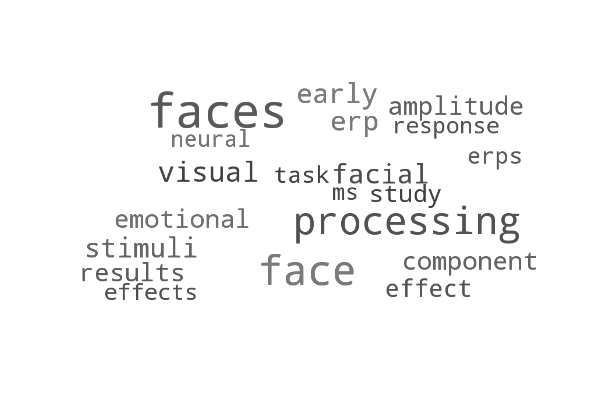 faces early amplitude
erp response
neural
erps
visual task facial
ms study
emotional processing
stimuli
face component
results
effects effect